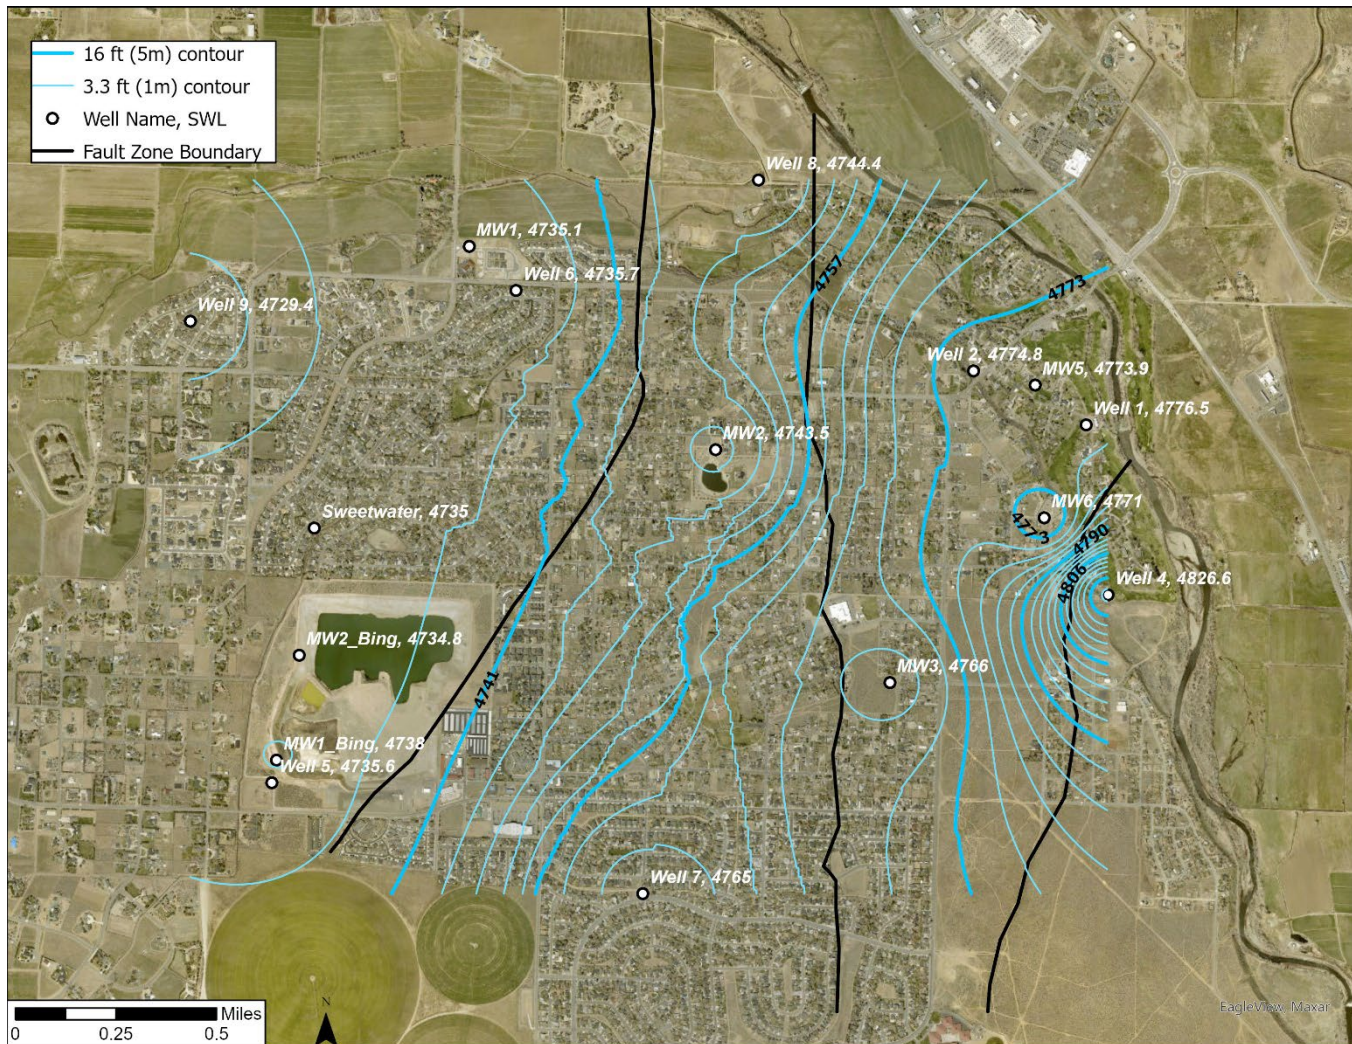 16 ft (5m) contour
3.3 ft (1m) contour
Well Name, SWL
Fault Zone Boundary
Well 8, 4744.4
MW1, 4735.1
4757
Well 6, 4735.7
4773
Well 9, 4729.4
Well 2, 4774.8
MW5, 4773.9
Well 1, 4776.5
MW2, 4743.5
MW6, 4771
4773
Sweetwater, 4735
4790
4806
Well 4, 4826.6
MW2_Bing, 4734.8
MW3, 4766
4741
MW1_Bing, 4738
Well 5, 4735.6
Well 7, 4765
N
Miles
0 0.25 0.5
EagleView, Maxar